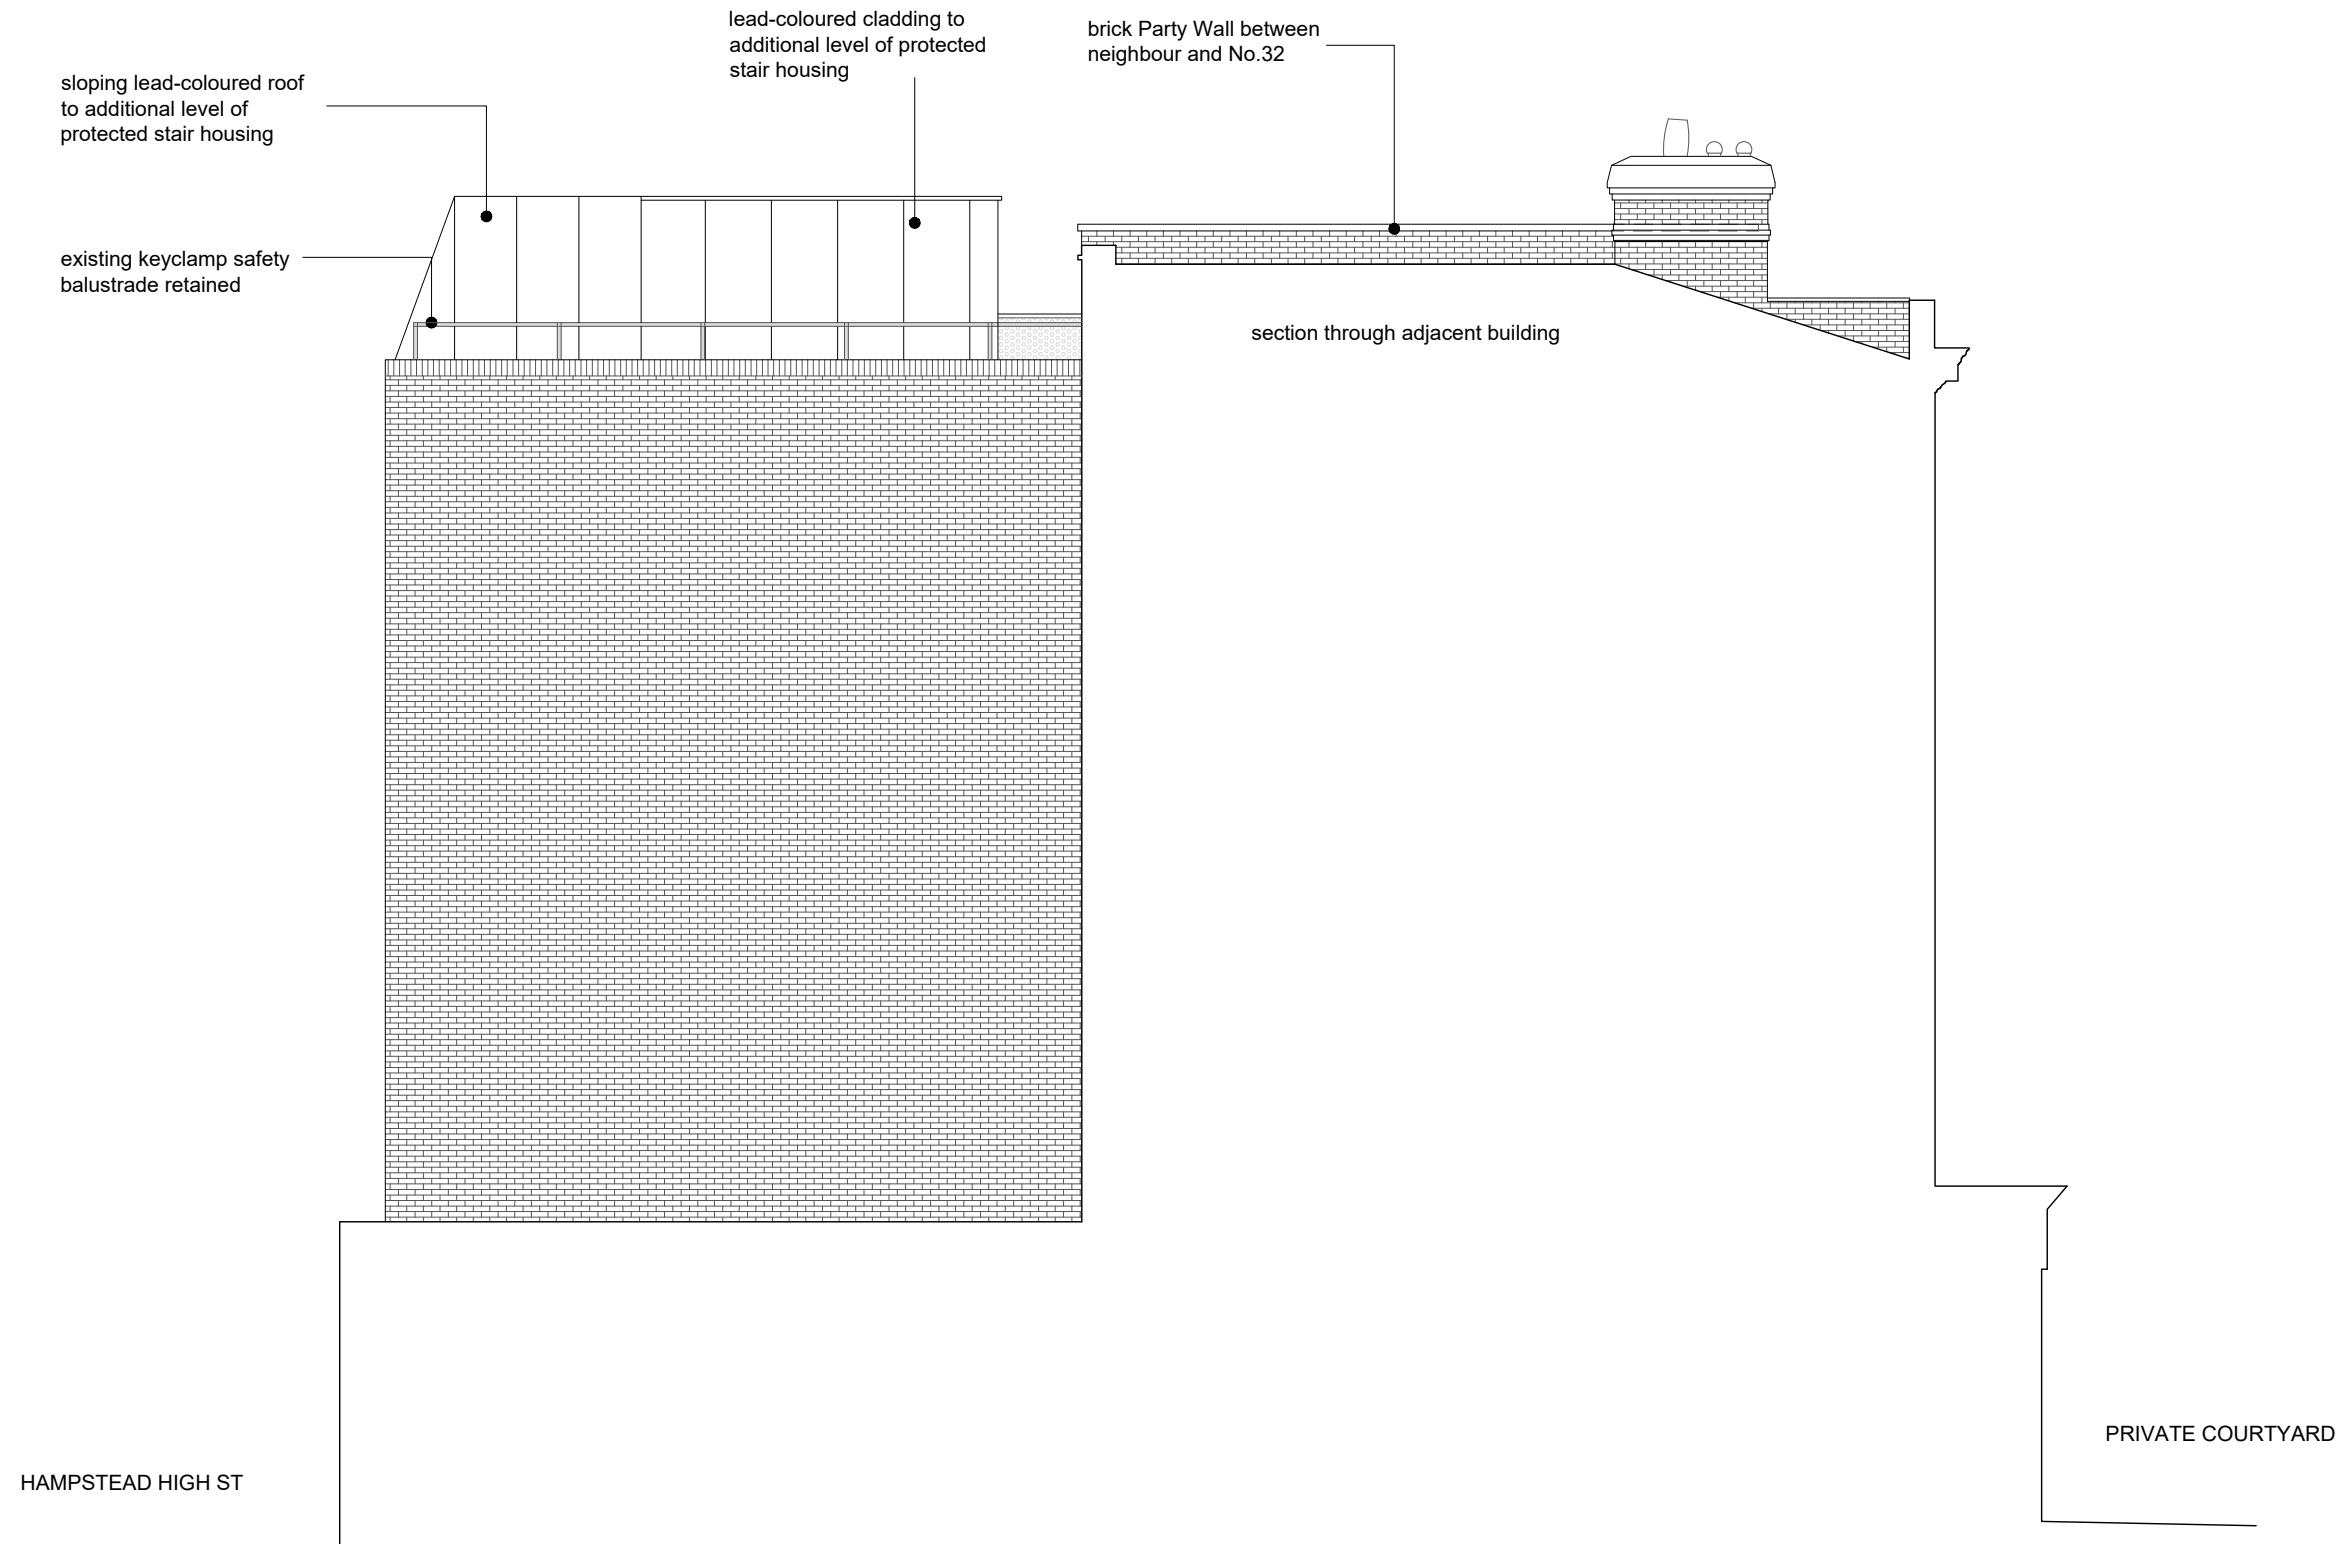 lead-coloured cladding to
additional level of protected
stair housing
brick Party Wall between
neighbour and No.32
sloping lead-coloured roof
to additional level of
protected stair housing
existing keyclamp safety
balustrade retained
section through adjacent building
PRIVATE COURTYARD
HAMPSTEAD HIGH ST